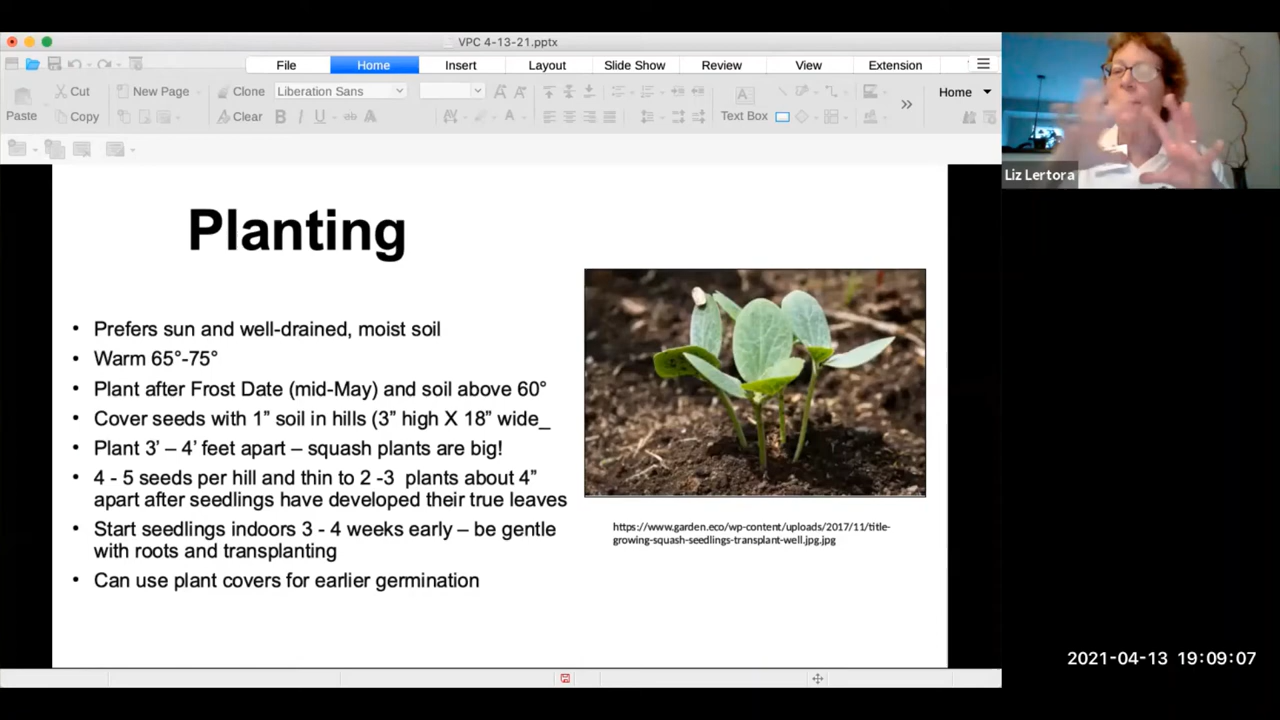 VPC 4-13-21.pptx
File Home Insert Layout Slide Show Review View Extension
Cut New Page Clone Liberation Sans Home
Paste Copy Clear B I U ab A Text Box
Liz Lertora
Planting
• Prefers sun and well-drained, moist soil
• Warm 65°-75°
• Plant after Frost Date (mid-May) and soil above 60°
• Cover seeds with 1” soil in hills (3” high X 18” wide_
• Plant 3’ – 4’ feet apart – squash plants are big!
• 4 - 5 seeds per hill and thin to 2 -3 plants about 4”
apart after seedlings have developed their true leaves
• Start seedlings indoors 3 - 4 weeks early – be gentle
with roots and transplanting
• Can use plant covers for earlier germination
https://www.garden.eco/wp-content/uploads/2017/11/title-
growing-squash-seedlings-transplant-well.jpg.jpg
2021-04-13 19:09:07